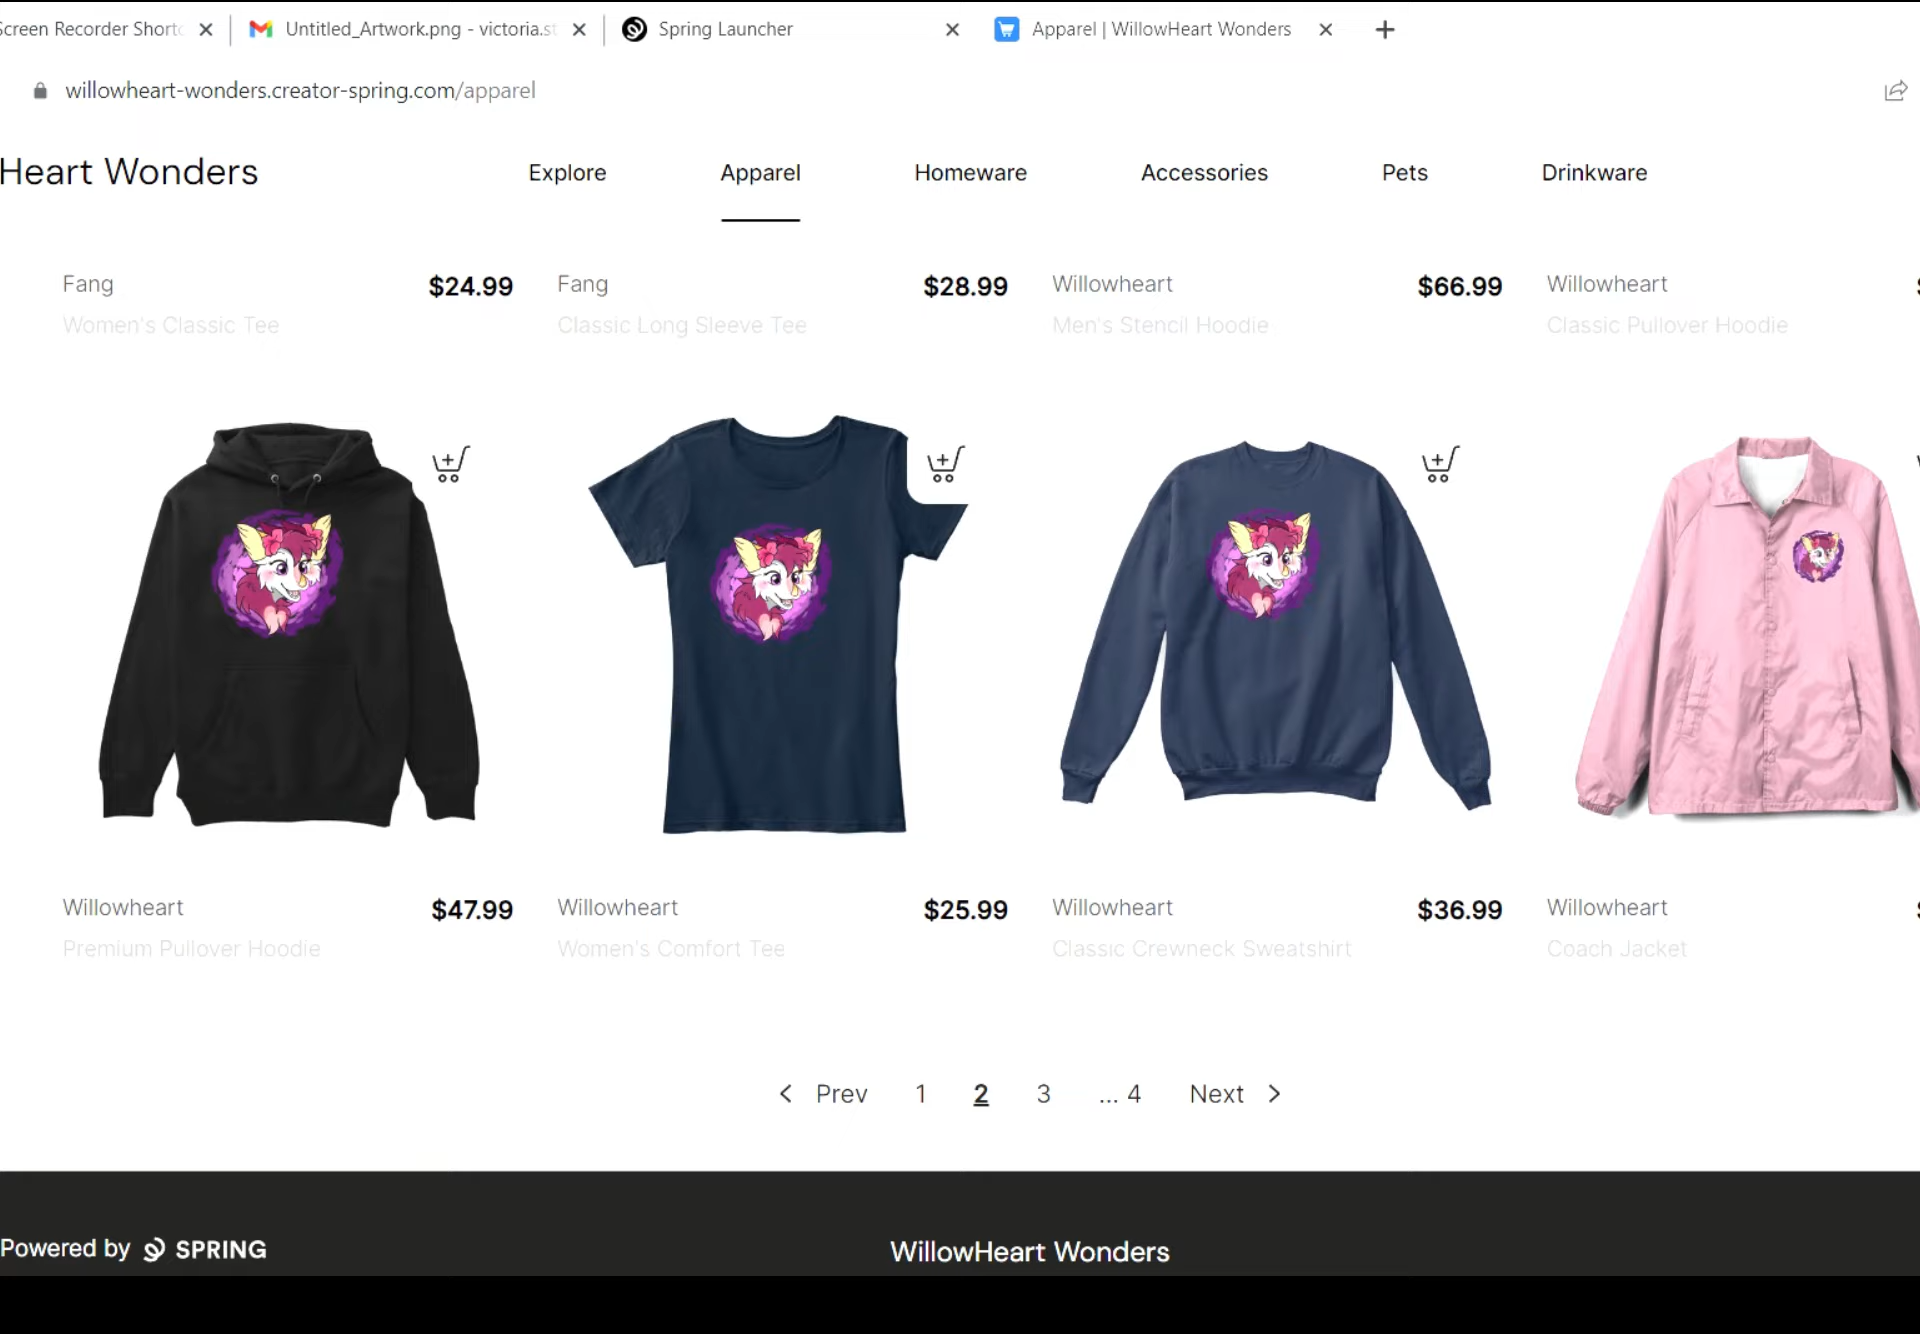 Screen Recorder Shortc
Untitled_Artwork.png - victoria.st
Spring Launcher
Apparel | WillowHeart Wonders
willowheart-wonders.creator-spring.com/apparel
Heart Wonders
Explore
Apparel
Homeware
Accessories
Pets
Drinkware
Fang $24.99
Women's Classic Tee
Fang $28.99
Classic Long Sleeve Tee
Willowheart $66.99
Men's Stencil Hoodie
Willowheart
Classic Pullover Hoodie
Willowheart $47.99
Premium Pullover Hoodie
Willowheart $25.99
Women's Comfort Tee
Willowheart $36.99
Classic Crewneck Sweatshirt
Willowheart
Coach Jacket
Prev 1 2 3 ... 4 Next
Powered by SPRING
WillowHeart Wonders